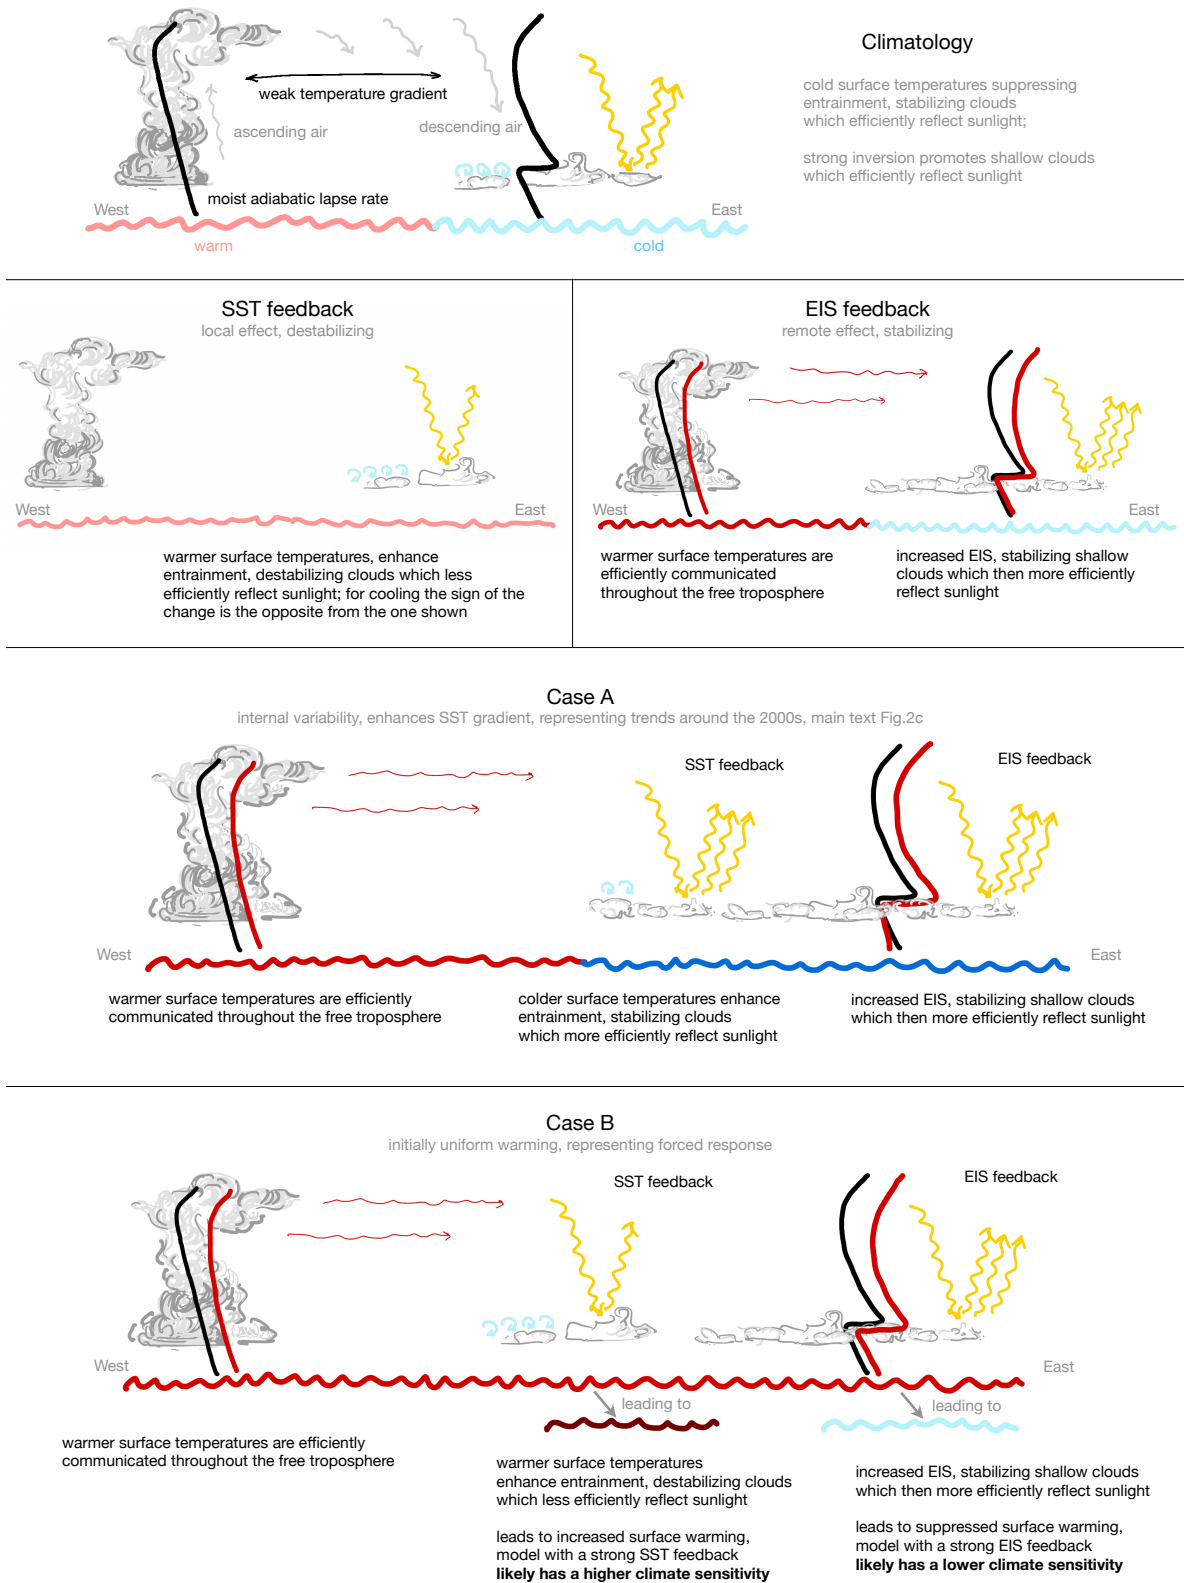 Climatology
cold surface temperatures suppressing
entrainment, stabilizing clouds
which efficiently reflect sunlight;
strong inversion promotes shallow clouds
which efficiently reflect sunlight
weak temperature gradient
ascending air
descending air
moist adiabatic lapse rate
West
East
warm
cold
SST feedback
local effect, destabilizing
West
East
warmer surface temperatures, enhance
entrainment, destabilizing clouds which less
efficiently reflect sunlight; for cooling the sign of the
change is the opposite from the one shown
EIS feedback
remote effect, stabilizing
West
East
warmer surface temperatures are
efficiently communicated
throughout the free troposphere
increased EIS, stabilizing shallow
clouds which then more efficiently
reflect sunlight
Case A
internal variability, enhances SST gradient, representing trends around the 2000s, main text Fig.2c
SST feedback
EIS feedback
West
East
warmer surface temperatures are efficiently
communicated throughout the free troposphere
colder surface temperatures enhance
entrainment, stabilizing clouds
which more efficiently reflect sunlight
increased EIS, stabilizing shallow clouds
which then more efficiently reflect sunlight
Case B
initially uniform warming, representing forced response
SST feedback
EIS feedback
West
East
leading to
leading to
warmer surface temperatures are efficiently
communicated throughout the free troposphere
warmer surface temperatures
enhance entrainment, destabilizing clouds
which less efficiently reflect sunlight
leads to increased surface warming,
model with a strong SST feedback
likely has a higher climate sensitivity
increased EIS, stabilizing shallow clouds
which then more efficiently reflect sunlight
leads to suppressed surface warming,
model with a strong EIS feedback
likely has a lower climate sensitivity